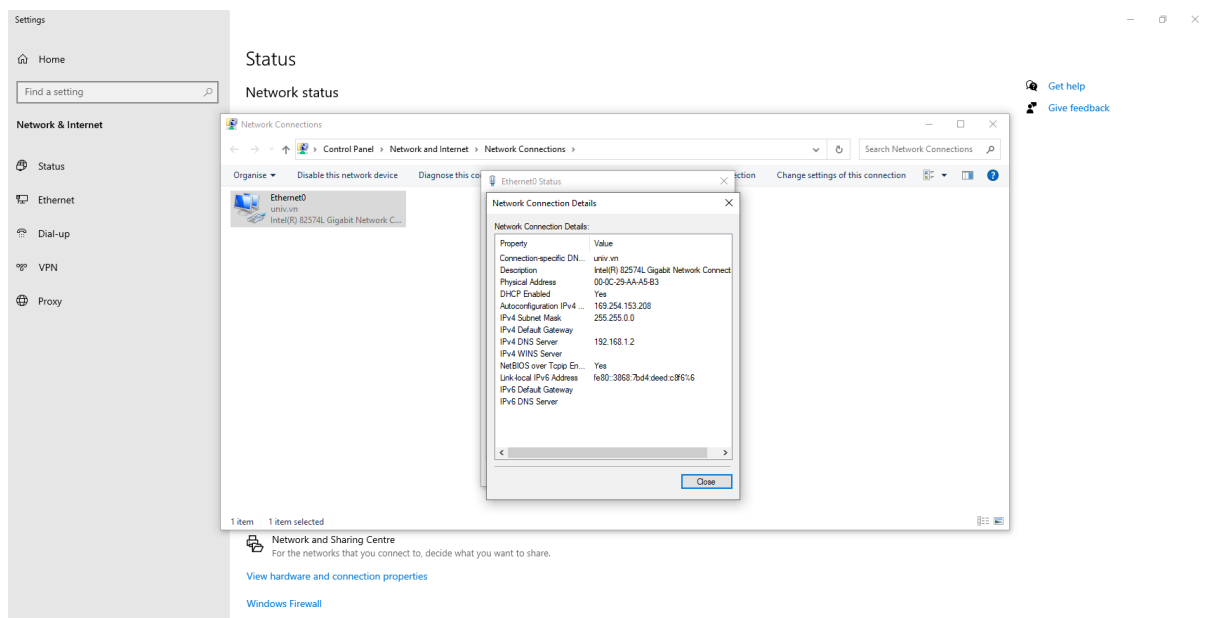 Settings
Home
Find a setting
Network & Internet
Status
Ethernet
Dial-up
VPN
Proxy
Status
Network status
Get help
Give feedback
Network Connections
Control Panel > Network and Internet > Network Connections >
Search Network Connections
Organise
Disable this network device
Diagnose this co
ection
Change settings of this connection
Ethernet0
univ.vn
Intel(R) 82574L Gigabit Network C...
Ethernet0 Status
Network Connection Details
Network Connection Details:
Property Value
Connection-specific DN... univ.vn
Description Intel(R) 82574L Gigabit Network Connect
Physical Address 00-0C-29-AA-A5-B3
DHCP Enabled Yes
Autoconfiguration IPv4 ... 169.254.153.208
IPv4 Subnet Mask 255.255.0.0
IPv4 Default Gateway
IPv4 DNS Server 192.168.1.2
IPv4 WINS Server
NetBIOS over Tcpip En... Yes
Link-local IPv6 Address fe80::3868:7bd4:deed:c8f6%6
IPv6 Default Gateway
IPv6 DNS Server
Close
1 item 1 item selected
Network and Sharing Centre
For the networks that you connect to, decide what you want to share.
View hardware and connection properties
Windows Firewall